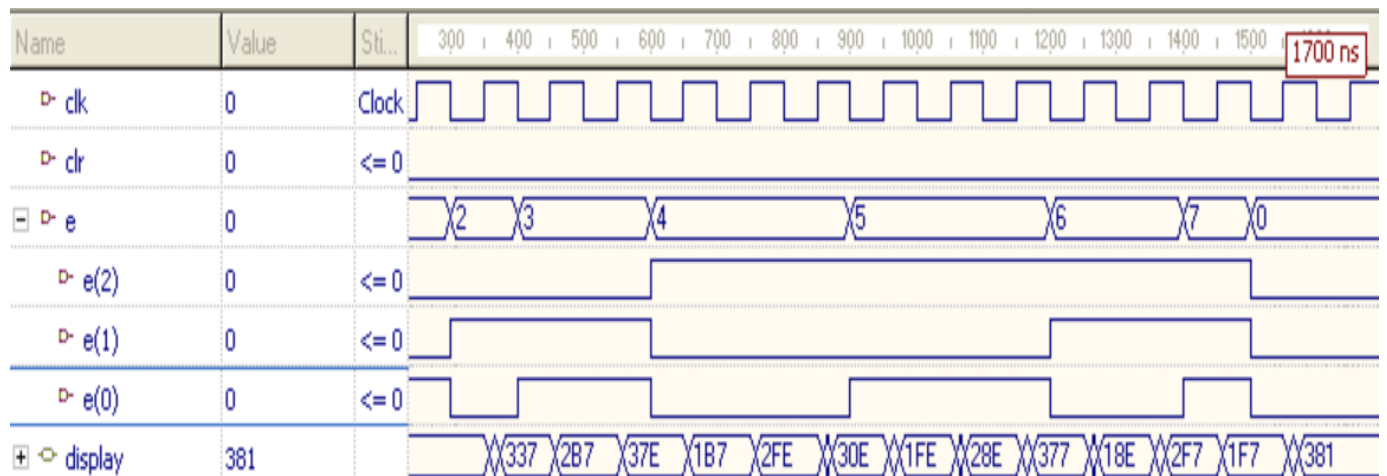 Name Value Sti... 300 400 500 600 700 800 900 1000 1100 1200 1300 1400 1500
1700 ns
clk 0 Clock
clr 0 <= 0
e 0 2 3 4 5 6 7 0
e(2) 0 <= 0
e(1) 0 <= 0
e(0) 0 <= 0
display 381 337 2B7 37E 1B7 2FE 30E 1FE 28E 377 18E 2F7 1F7 381